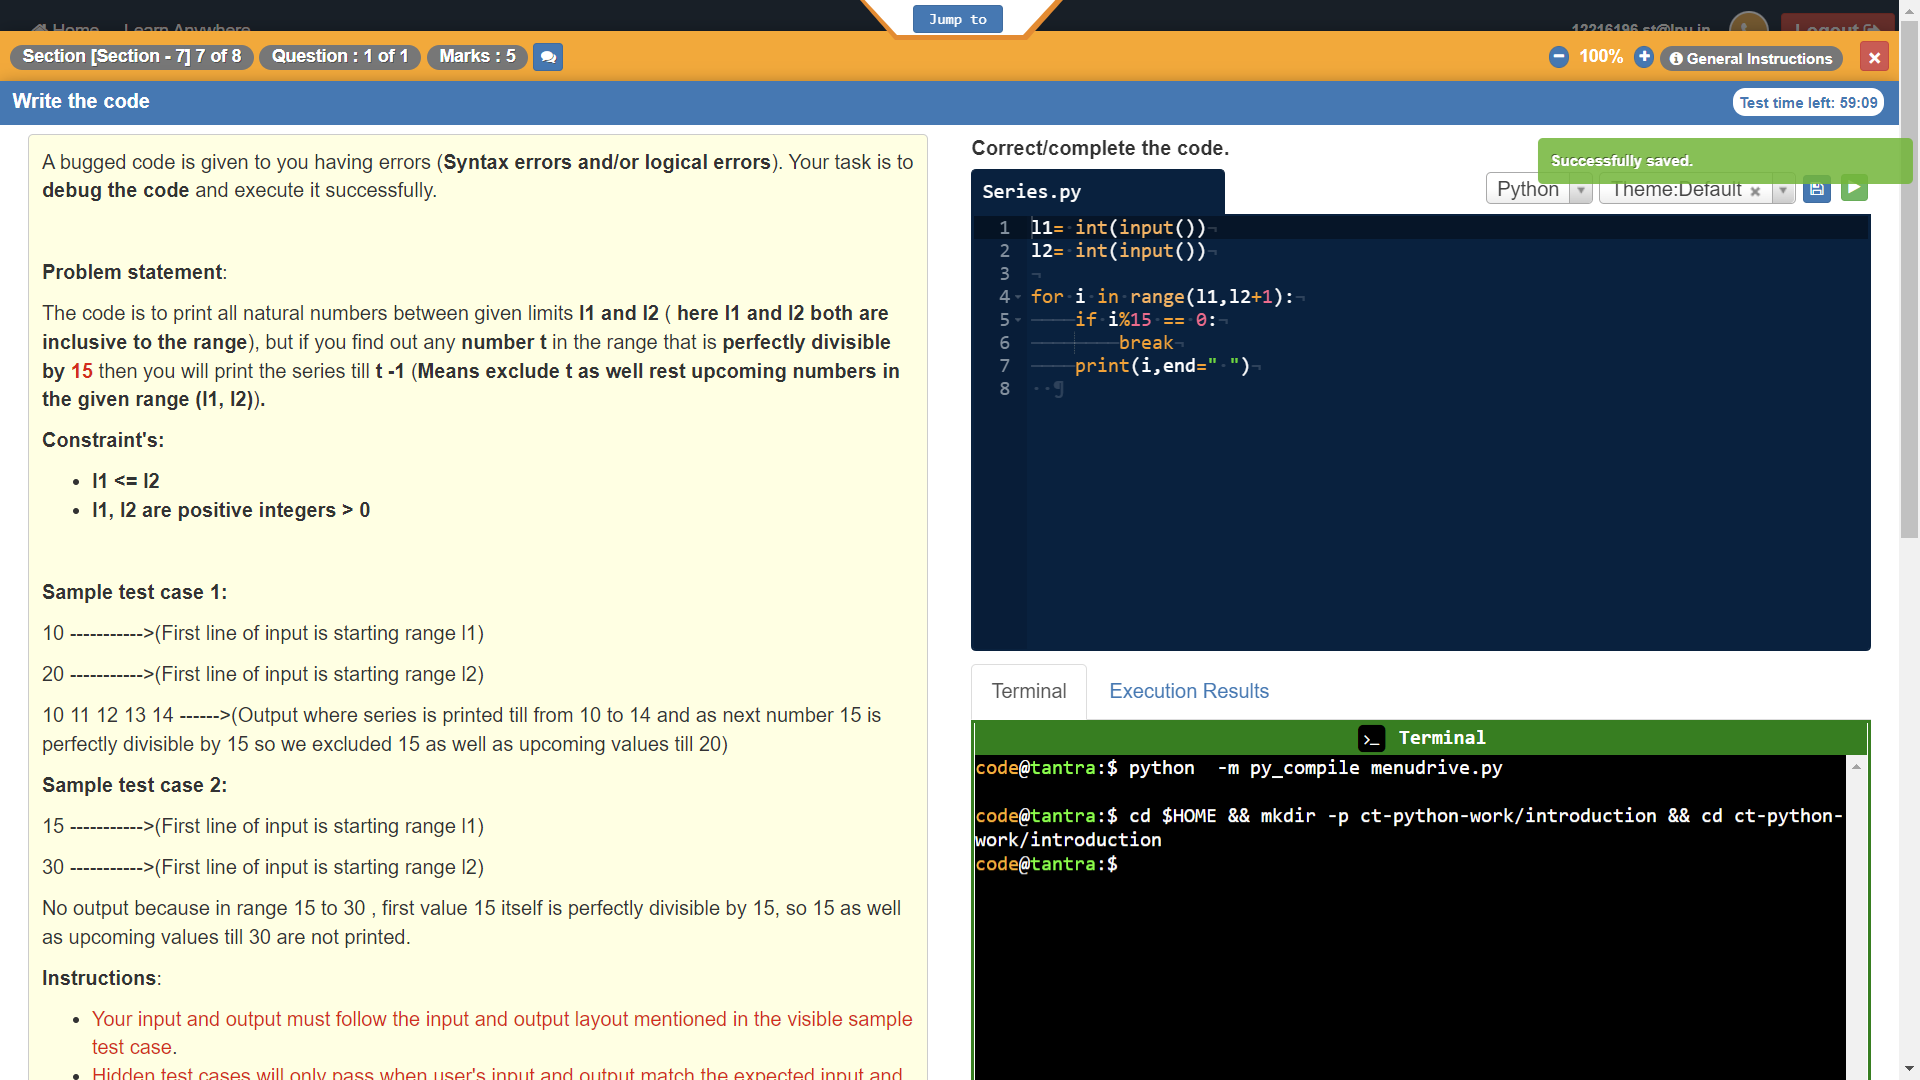 Jump to
Home Learn Anywhere
12216196.st@lpu.in
Logout
Section [Section - 7] 7 of 8 Question : 1 of 1 Marks : 5
100% General Instructions
Write the code
Test time left: 59:09
A bugged code is given to you having errors (Syntax errors and/or logical errors). Your task is to
debug the code and execute it successfully.
Problem statement:
The code is to print all natural numbers between given limits l1 and l2 ( here l1 and l2 both are
inclusive to the range), but if you find out any number t in the range that is perfectly divisible
by 15 then you will print the series till t -1 (Means exclude t as well rest upcoming numbers in
the given range (l1, l2)).
Constraint's:
• l1 <= l2
• l1, l2 are positive integers > 0
Sample test case 1:
10 ----------->(First line of input is starting range l1)
20 ----------->(First line of input is starting range l2)
10 11 12 13 14 ------>(Output where series is printed till from 10 to 14 and as next number 15 is
perfectly divisible by 15 so we excluded 15 as well as upcoming values till 20)
Sample test case 2:
15 ----------->(First line of input is starting range l1)
30 ----------->(First line of input is starting range l2)
No output because in range 15 to 30 , first value 15 itself is perfectly divisible by 15, so 15 as well
as upcoming values till 30 are not printed.
Instructions:
• Your input and output must follow the input and output layout mentioned in the visible sample
test case.
• Hidden test cases will only pass when user's input and output match the expected input and
Correct/complete the code.
Successfully saved.
Series.py
Python
Theme:Default ×
1 l1= int(input())
2 l2= int(input())
3
4 for i in range(l1,l2+1):
5 if i%15 == 0:
6 break
7 print(i,end=" ")
8
Terminal Execution Results
Terminal
code@tantra:$ python  -m py_compile menudrive.py
code@tantra:$ cd $HOME && mkdir -p ct-python-work/introduction && cd ct-python-
work/introduction
code@tantra:$